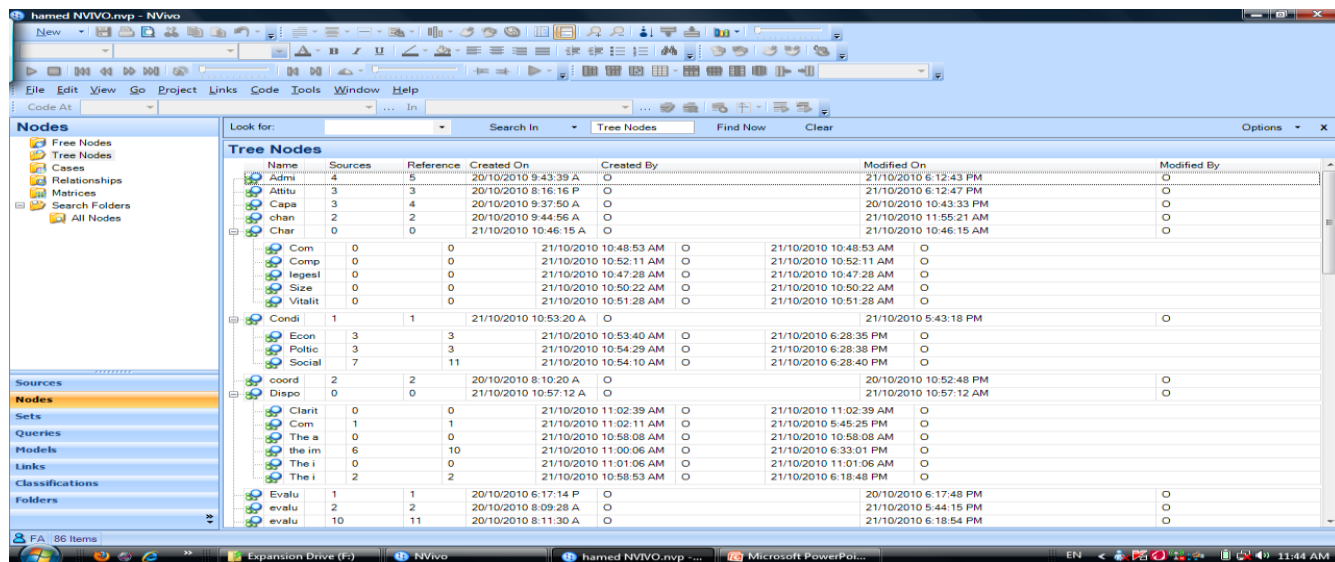 hamed NVIVO.nvp - NVivo
New
B I U
File Edit View Go Project Links Code Tools Window Help
Code At ... In ...
Nodes
Free Nodes
Tree Nodes
Cases
Relationships
Matrices
Search Folders
All Nodes
Sources
Nodes
Sets
Queries
Models
Links
Classifications
Folders
Look for: Search In Tree Nodes Find Now Clear Options x
Tree Nodes
Name Sources Reference Created On Created By Modified On Modified By
Admi 4 5 20/10/2010 9:43:39 A O 21/10/2010 6:12:43 PM O
Attitu 3 3 20/10/2010 8:16:16 P O 21/10/2010 6:12:47 PM O
Capa 3 4 20/10/2010 9:37:50 A O 20/10/2010 10:43:33 PM O
chan 2 2 20/10/2010 9:44:56 A O 21/10/2010 11:55:21 AM O
Char 0 0 21/10/2010 10:46:15 A O 21/10/2010 10:46:15 AM O
Com 0 0 21/10/2010 10:48:53 AM O 21/10/2010 10:48:53 AM O
Comp 0 0 21/10/2010 10:52:11 AM O 21/10/2010 10:52:11 AM O
legesl 0 0 21/10/2010 10:47:28 AM O 21/10/2010 10:47:28 AM O
Size 0 0 21/10/2010 10:50:22 AM O 21/10/2010 10:50:22 AM O
Vitalit 0 0 21/10/2010 10:51:28 AM O 21/10/2010 10:51:28 AM O
Condi 1 1 21/10/2010 10:53:20 A O 21/10/2010 5:43:18 PM O
Econ 3 3 21/10/2010 10:53:40 AM O 21/10/2010 6:28:35 PM O
Poltic 3 3 21/10/2010 10:54:29 AM O 21/10/2010 6:28:38 PM O
Social 7 11 21/10/2010 10:54:10 AM O 21/10/2010 6:28:40 PM O
coord 2 2 20/10/2010 8:10:20 A O 20/10/2010 10:52:48 PM O
Dispo 0 0 21/10/2010 10:57:12 A O 21/10/2010 10:57:12 AM O
Clarit 0 0 21/10/2010 11:02:39 AM O 21/10/2010 11:02:39 AM O
Com 1 1 21/10/2010 11:02:11 AM O 21/10/2010 5:45:25 PM O
The a 0 0 21/10/2010 10:58:08 AM O 21/10/2010 10:58:08 AM O
the im 6 10 21/10/2010 11:00:06 AM O 21/10/2010 6:33:01 PM O
The i 0 0 21/10/2010 11:01:06 AM O 21/10/2010 11:01:06 AM O
The i 2 2 21/10/2010 10:58:53 AM O 21/10/2010 6:18:48 PM O
Evalu 1 1 20/10/2010 6:17:14 P O 20/10/2010 6:17:48 PM O
evalu 2 2 20/10/2010 8:09:28 A O 21/10/2010 5:44:15 PM O
evalu 10 11 20/10/2010 8:11:30 A O 21/10/2010 6:18:54 PM O
FA 86 Items
Expansion Drive (F:) NVivo hamed NVIVO.nvp -... Microsoft PowerPoi... EN 11:44 AM